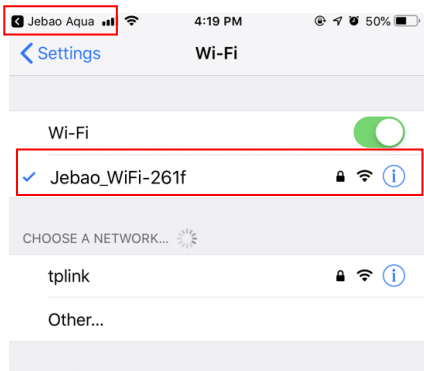 Jebao Aqua 4:19 PM 50%
Settings Wi-Fi
Wi-Fi
Jebao_WiFi-261f
CHOOSE A NETWORK...
tplink
Other...